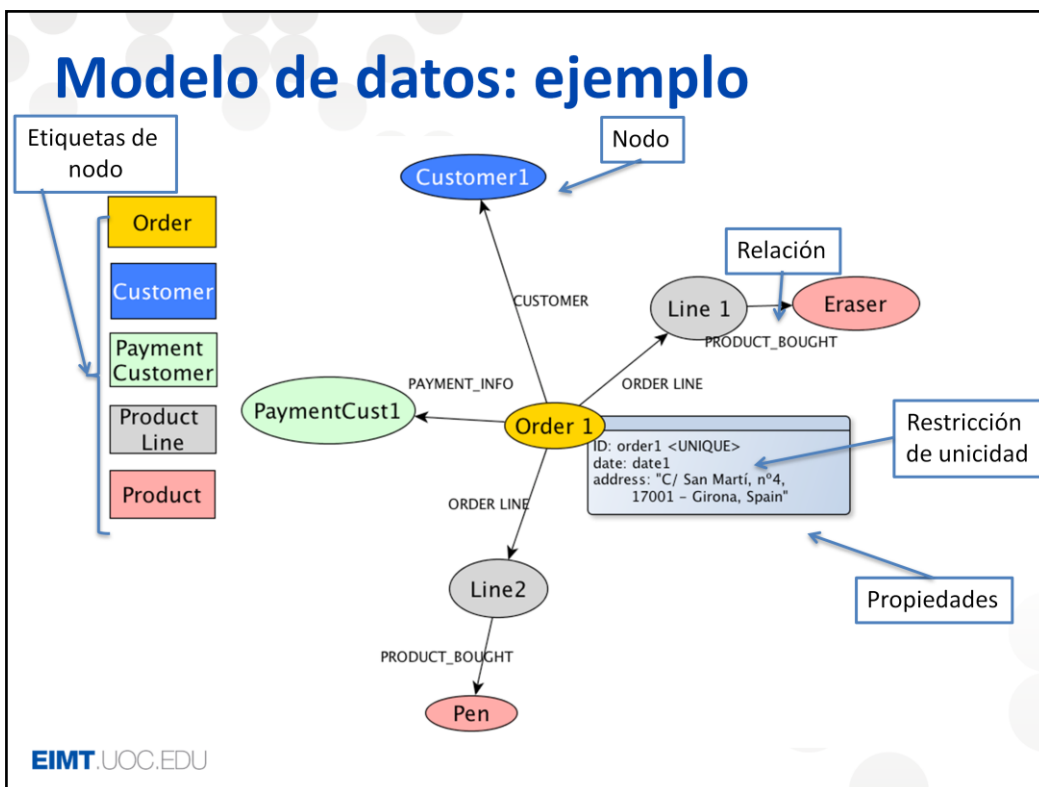 Modelo de datos: ejemplo
Etiquetas de
nodo
Nodo
Customer1
Order
Relación
Customer
CUSTOMER
Line 1
Eraser
Payment
Customer
PRODUCT_BOUGHT
PAYMENT_INFO
ORDER LINE
PaymentCust1
Product
Line
Order 1
Restricción
de unicidad
ID: order1 <UNIQUE>
date: date1
address: "C/ San Martí, nº4,
17001 – Girona, Spain"
Product
ORDER LINE
Line2
Propiedades
PRODUCT_BOUGHT
Pen
EIMT.UOC.EDU